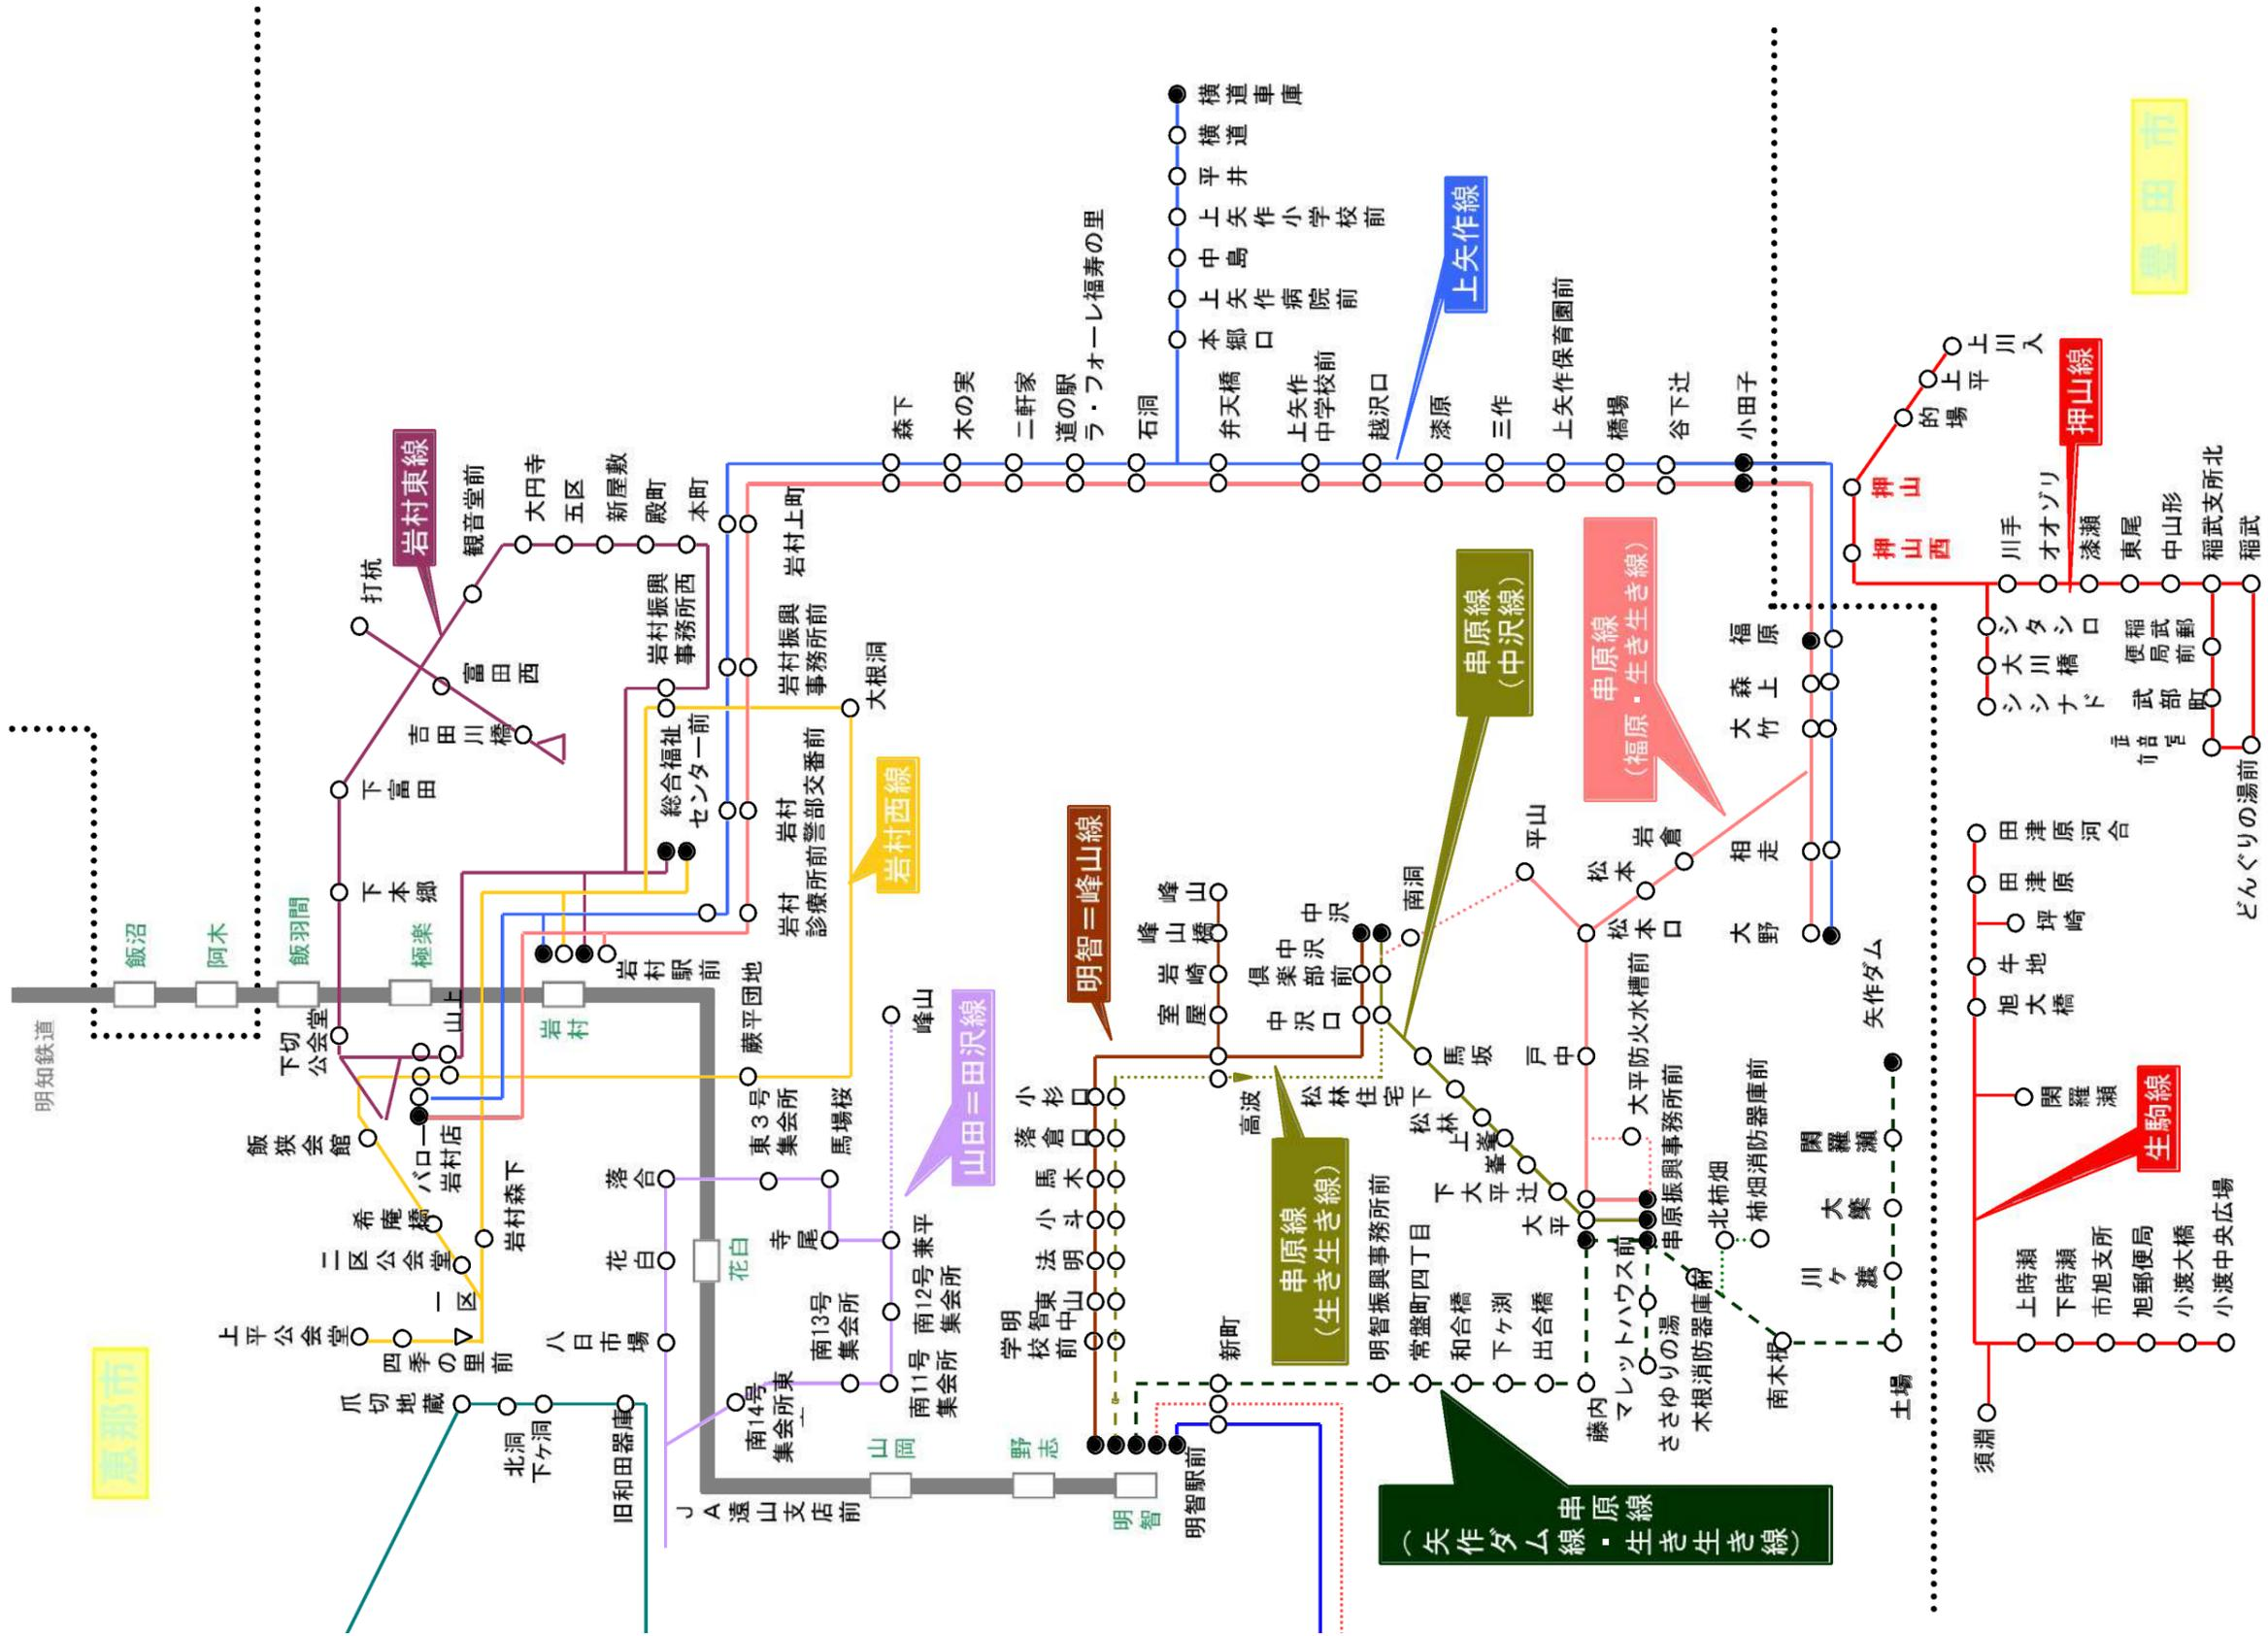 恵那市
豊田市
明知鉄道
飯沼
阿木
飯羽間
極楽
岩村
花白
山岡
野志
明智
岩村東線
打杭
富田西
吉田川橋
観音堂前
大円寺
五区
新屋敷
殿町
本町
岩村振興
事務所西
下富田
下本郷
下切
公会堂
山上
総合福祉
センター前
岩村駅前
バロー
岩村店
岩村西線
大根洞
蕨平団地
飯狭会館
希庵橋
二区公会堂
一区
岩村森下
上平公会堂
四季の里前
上矢作線
岩村上町
岩村振興
事務所前
岩村
警部交番前
岩村
診療所前
森下
木の実
二軒家
道の駅
ラ・フォーレ福寿の里
石洞
本郷口
上矢作病院前
中島
上矢作小学校前
平井
横道
横道車庫
弁天橋
上矢作
中学校前
越沢口
漆原
三作
上矢作保育園前
橋場
谷下辻
小田子
福原
森上
大竹
相走
大野
串原線
(福原・生き生き線)
岩倉
松本
松本口
平山
南洞
戸中
大平防火水槽前
串原振興事務所前
串原線
(中沢線)
中沢
中沢倶楽部前
中沢口
馬坂
松林住宅下
松林
上峯
峯
下大平辻
大平
明智=峰山線
峰山
峰山橋
岩崎
室屋
高波
小杉口
落倉口
馬木
小斗
法明
東山
明智中学校前
串原線
(生き生き線)
山田=田沢線
峰山
東3号
集会所
馬場桜
寺尾
兼平
南12号
集会所
南11号
集会所
南13号
集会所
南14号
集会所東
落合
花白
八日市場
JA遠山支店前
爪切地蔵
北洞
下ヶ洞
旧和田器庫
明智駅前
新町
明智振興事務所前
常盤町四丁目
和合橋
下ヶ渕
出合橋
藤内
マレットハウス前
ささゆりの湯
木根消防器庫前
北柿畑
柿畑消防器庫前
南木根
土場
川ヶ渡
大簗
閑羅瀬
矢作ダム
串原線
(矢作ダム線・生き生き線)
押山線
上川入
上平
的場
押山
押山西
川手
オオゾリ
漆瀬
東尾
中山形
稲武支所北
稲武
シタシロ
大川橋
シシナド
稲武郵便局前
武部町
どんぐりの湯前
生駒線
田津原河合
田津原
坪崎
牛地
旭大橋
閑羅瀬
上時瀬
下時瀬
市旭支所
旭郵便局
小渡大橋
小渡中央広場
須淵